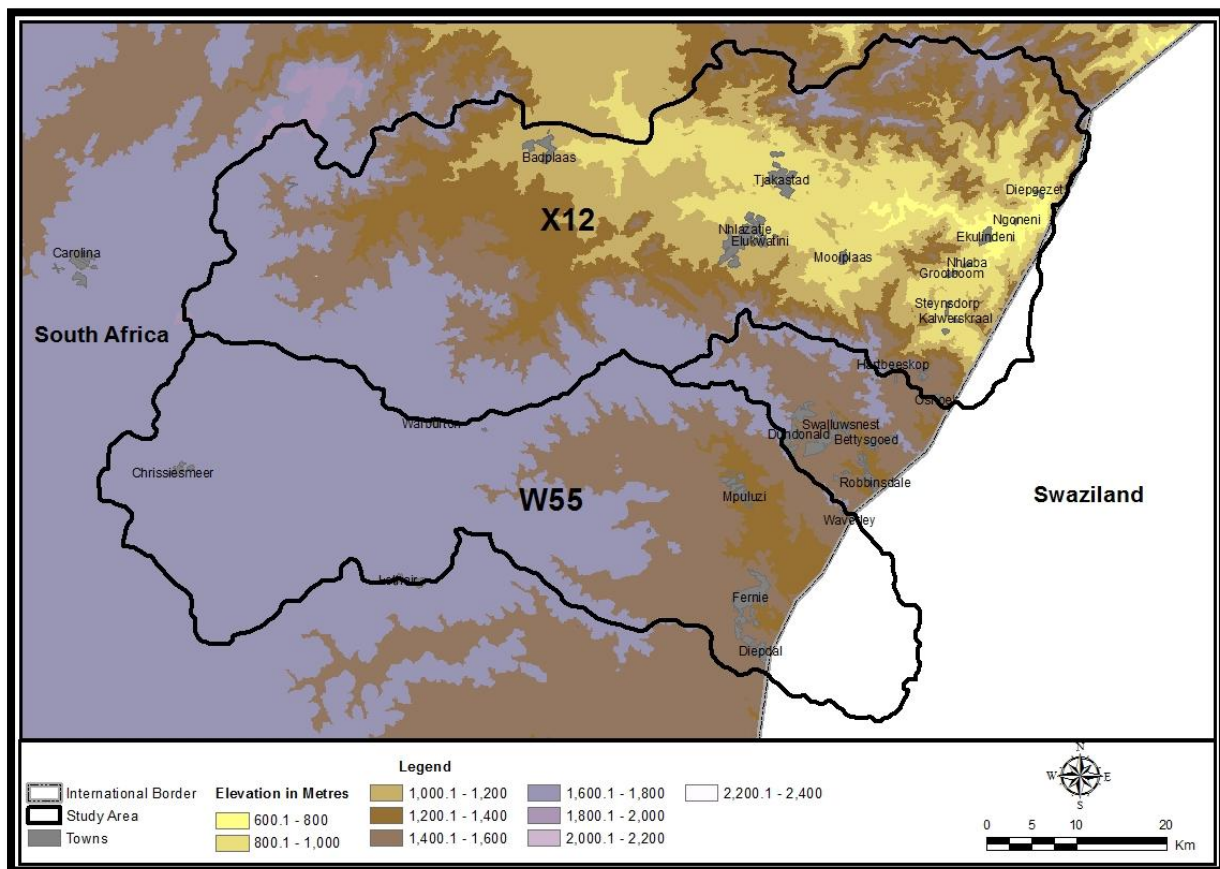 Badplaas
Tjakastad
Diepgezet
X12
Ngoneni
Nhlazatje
Elukwatini
Ekulindeni
Carolina
Mooiplaas
Nhlaba
Grootboom
Steynsdorp
Kalwerskraal
South Africa
Hartbeeskop
Oshoek
Warburton
Swalluwsnest
Dundonald
Bettysgoed
Chrissiesmeer
Robbinsdale
Mpuluzi
W55
Swaziland
Waverley
Lothair
Fernie
Diepdal
Legend
International Border
Study Area
Towns
Elevation in Metres
600.1 - 800
800.1 - 1,000
1,000.1 - 1,200
1,200.1 - 1,400
1,400.1 - 1,600
1,600.1 - 1,800
1,800.1 - 2,000
2,000.1 - 2,200
2,200.1 - 2,400
N
W
E
S
0 5 10 20
Km